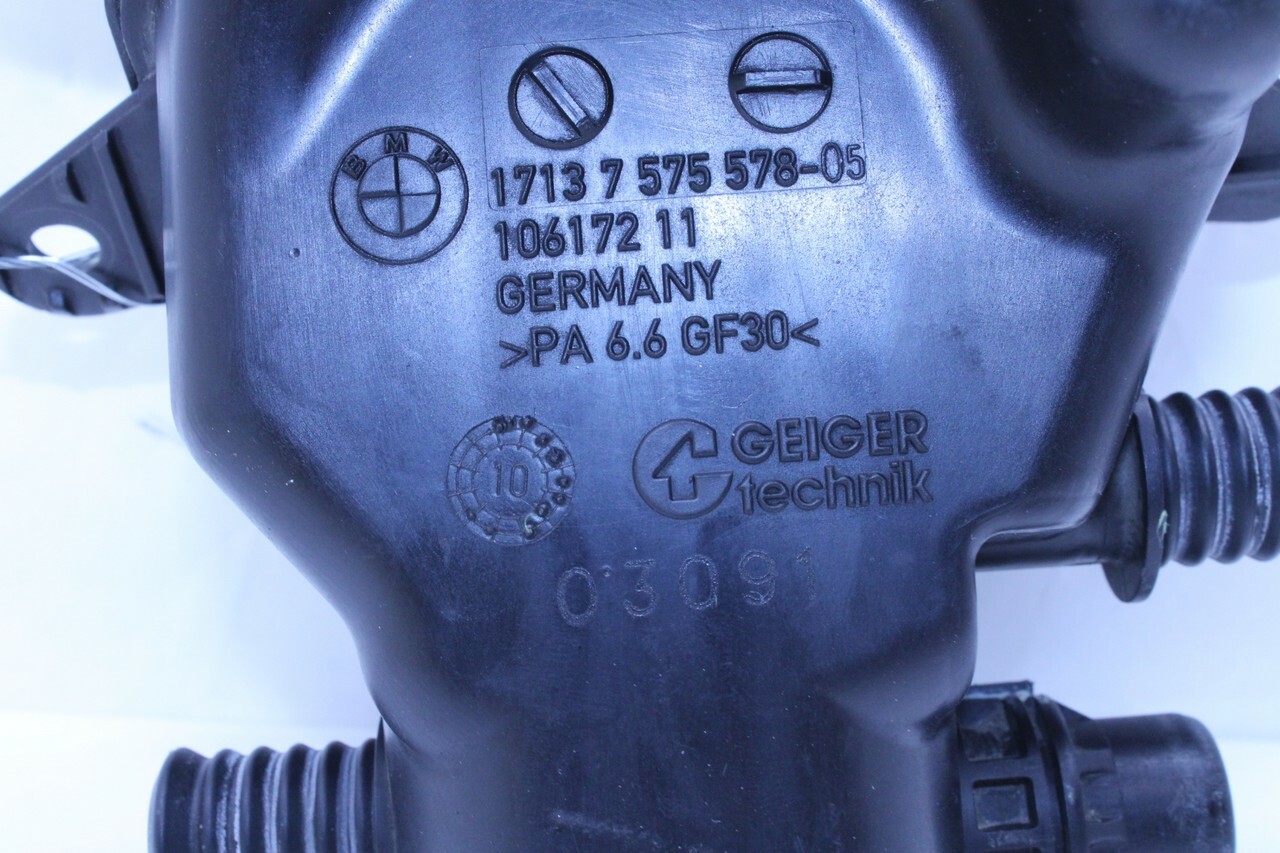 BMW
1713 7 575 578-05
106172 11
GERMANY
>PA 6.6 GF30<
10
GEIGER
technik
03091